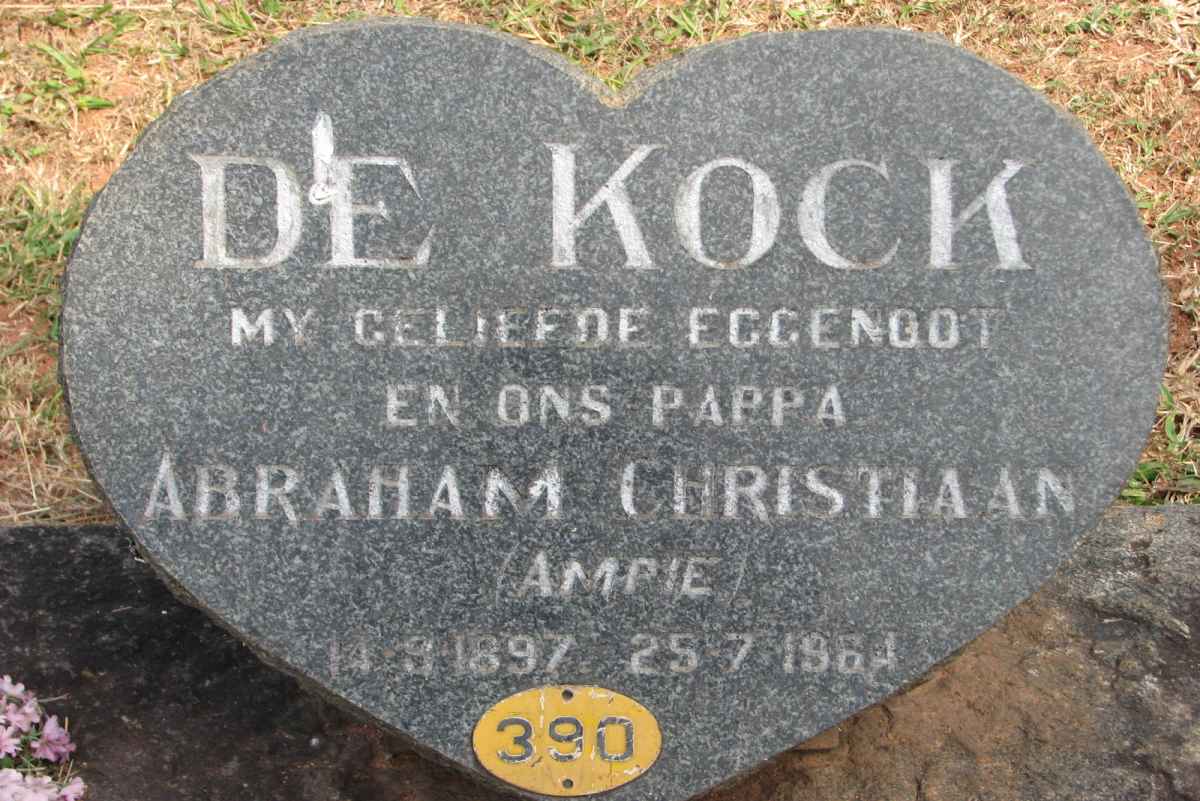 DE KOCK
MY GELIEFDE EGGENOOT
EN ONS PAPPA
ABRAHAM CHRISTIAAN
(AMPIE)
14·9·1897. 25·7·1964
390